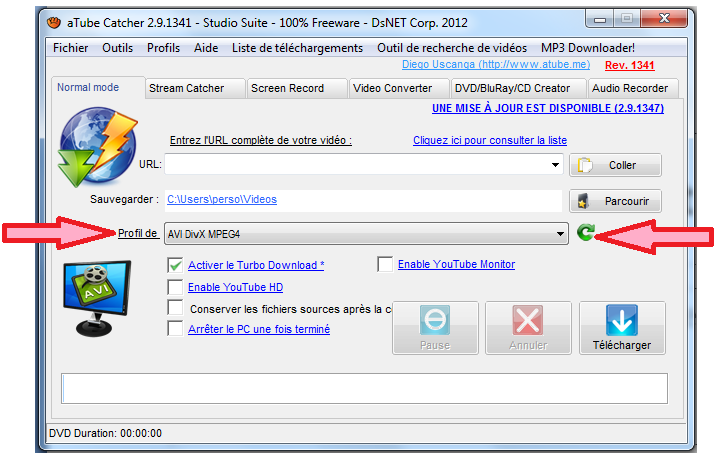 aTube Catcher 2.9.1341 - Studio Suite - 100% Freeware - DsNET Corp. 2012
Fichier Outils Profils Aide Liste de téléchargements Outil de recherche de vidéos MP3 Downloader!
Diego Uscanga (http://www.atube.me) Rev. 1341
Normal mode Stream Catcher Screen Record Video Converter DVD/BluRay/CD Creator Audio Recorder
UNE MISE À JOUR EST DISPONIBLE (2.9.1347)
Entrez l'URL complète de votre vidéo : Cliquez ici pour consulter la liste
URL: Coller
Sauvegarder : C:\Users\perso\Videos Parcourir
Profil de AVI DivX MPEG4
Activer le Turbo Download * Enable YouTube Monitor
Enable YouTube HD
Conserver les fichiers sources après la c
Arrêter le PC une fois terminé
AVI
Pause Annuler Télécharger
DVD Duration: 00:00:00